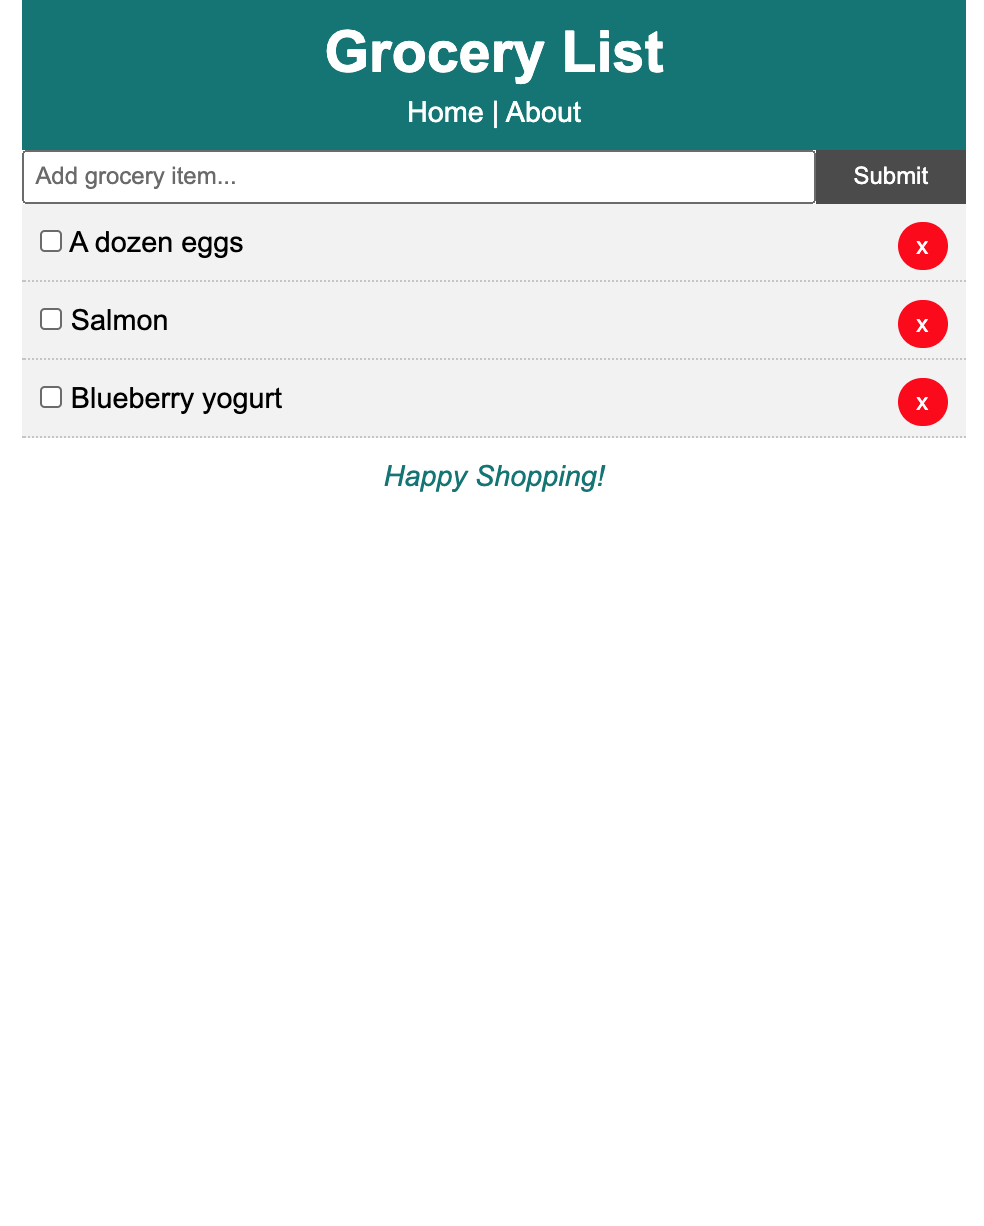 Grocery List
Home | About
Add grocery item... Submit
A dozen eggs x
Salmon x
Blueberry yogurt x
Happy Shopping!